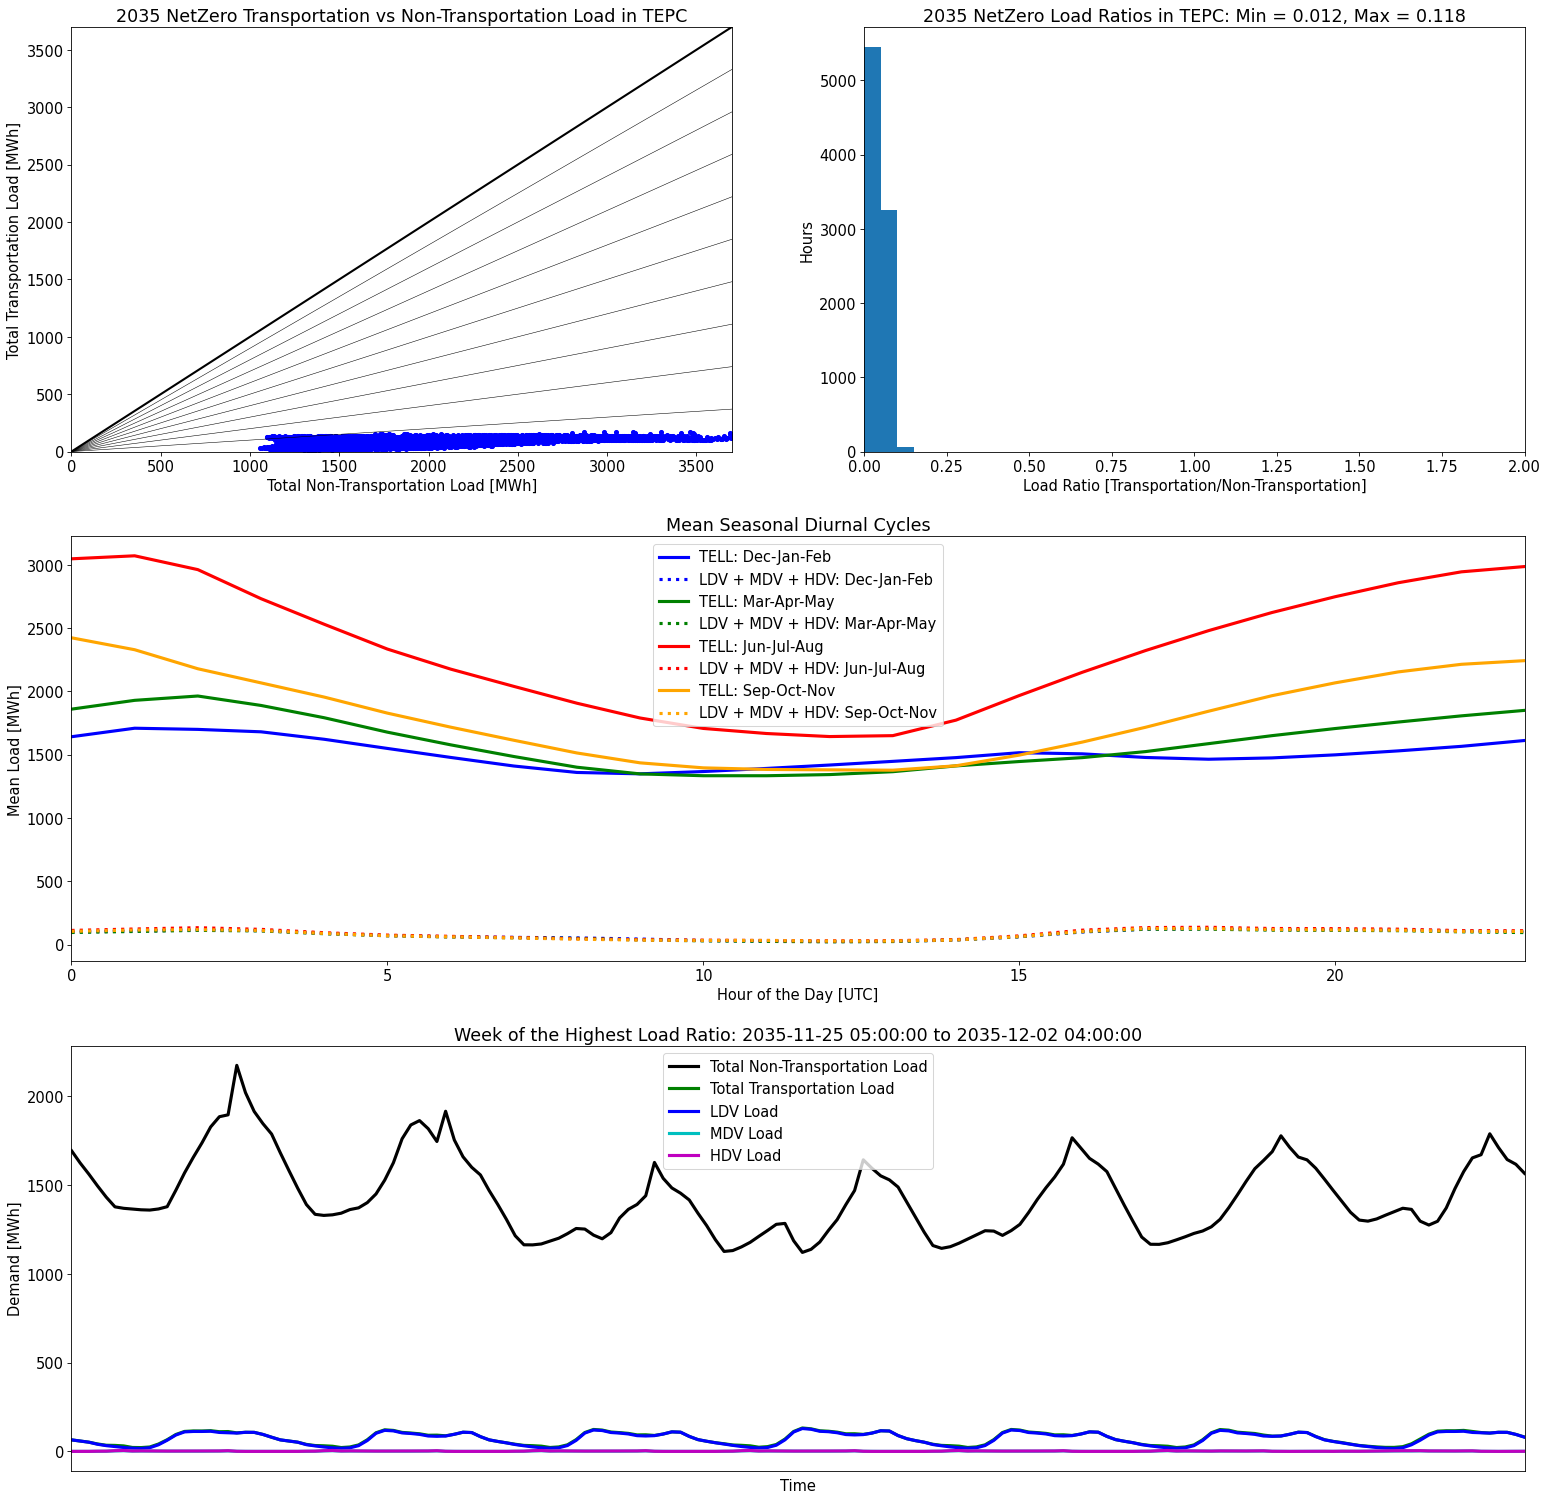 2035 NetZero Transportation vs Non-Transportation Load in TEPC
3500
3000
2500
2000
1500
1000
500
0
Total Transportation Load [MWh]
0 500 1000 1500 2000 2500 3000 3500
Total Non-Transportation Load [MWh]
2035 NetZero Load Ratios in TEPC: Min = 0.012, Max = 0.118
5000
4000
3000
2000
1000
0
Hours
0.00 0.25 0.50 0.75 1.00 1.25 1.50 1.75 2.00
Load Ratio [Transportation/Non-Transportation]
Mean Seasonal Diurnal Cycles
3000
2500
2000
1500
1000
500
0
Mean Load [MWh]
TELL: Dec-Jan-Feb
LDV + MDV + HDV: Dec-Jan-Feb
TELL: Mar-Apr-May
LDV + MDV + HDV: Mar-Apr-May
TELL: Jun-Jul-Aug
LDV + MDV + HDV: Jun-Jul-Aug
TELL: Sep-Oct-Nov
LDV + MDV + HDV: Sep-Oct-Nov
0 5 10 15 20
Hour of the Day [UTC]
Week of the Highest Load Ratio: 2035-11-25 05:00:00 to 2035-12-02 04:00:00
2000
1500
1000
500
0
Demand [MWh]
Total Non-Transportation Load
Total Transportation Load
LDV Load
MDV Load
HDV Load
Time